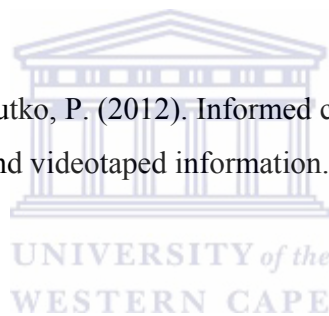 utko, P. (2012). Informed c
nd videotaped information.
UNIVERSITY of the
WESTERN CAPE